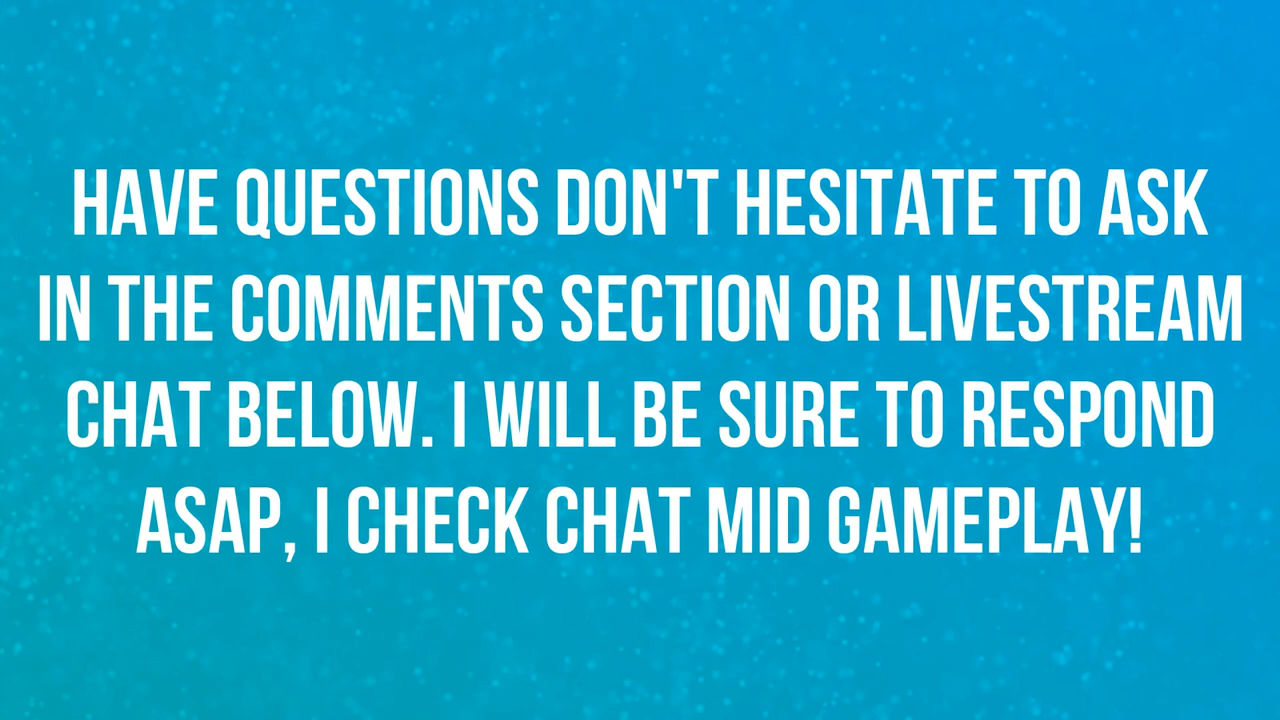 HAVE QUESTIONS DON'T HESITATE TO ASK
IN THE COMMENTS SECTION OR LIVESTREAM
CHAT BELOW. I WILL BE SURE TO RESPOND
ASAP, I CHECK CHAT MID GAMEPLAY!